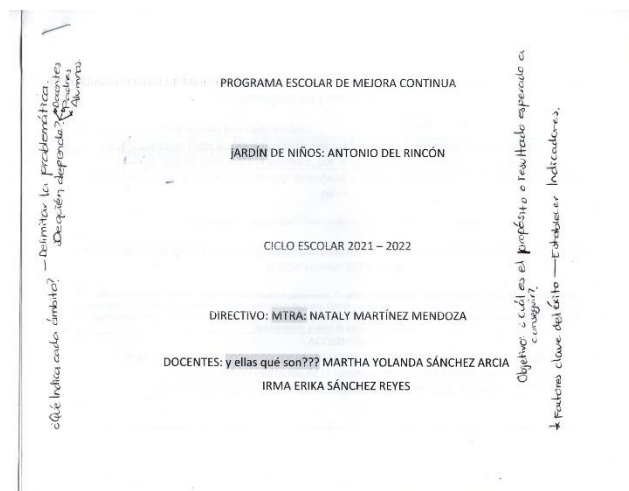 PROGRAMA ESCOLAR DE MEJORA CONTINUA
jARDÍN DE NIÑOS: ANTONIO DEL RINCÓN
CICLO ESCOLAR 2021 – 2022
DIRECTIVO: MTRA: NATALY MARTÍNEZ MENDOZA
DOCENTES: y ellas qué son??? MARTHA YOLANDA SÁNCHEZ ARCIA
IRMA ERIKA SÁNCHEZ REYES
¿Qué Indica cada ámbito? — Delimitar la problemática.
¿De quién depende? Docentes
Padres
Alumnos.
Objetivo: ¿cuál es el propósito o resultado esperado a
conseguir?
* Factores clave del éxito — Establecer Indicadores.